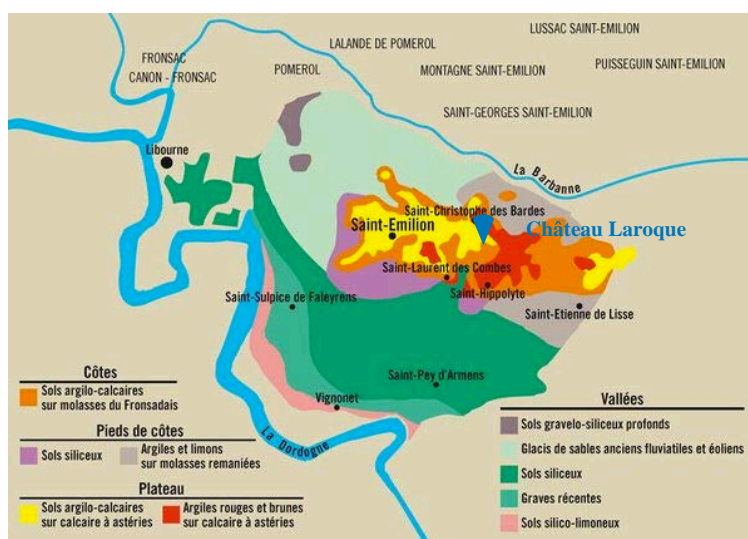 LUSSAC SAINT-EMILION
LALANDE DE POMEROL
FRONSAC
CANON - FRONSAC
POMEROL
MONTAGNE SAINT-EMILION
PUISSEGUIN SAINT-EMILION
SAINT-GEORGES SAINT-EMILION
Libourne
La Barbanne
Saint-Christophe des Bardes
Saint-Emilion
Château Laroque
Saint-Laurent des Combes
Saint-Hippolyte
Saint-Sulpice de Faleyrens
Saint-Etienne de Lisse
Saint-Pey d'Armens
Vignonet
La Dordogne
Côtes
Sols argilo-calcaires
sur molasses du Fronsadais
Pieds de côtes
Sols siliceux
Argiles et limons
sur molasses remaniées
Plateau
Sols argilo-calcaires
sur calcaire à astéries
Argiles rouges et brunes
sur calcaire à astéries
Vallées
Sols gravelo-siliceux profonds
Glacis de sables anciens fluviatiles et éoliens
Sols siliceux
Graves récentes
Sols silico-limoneux